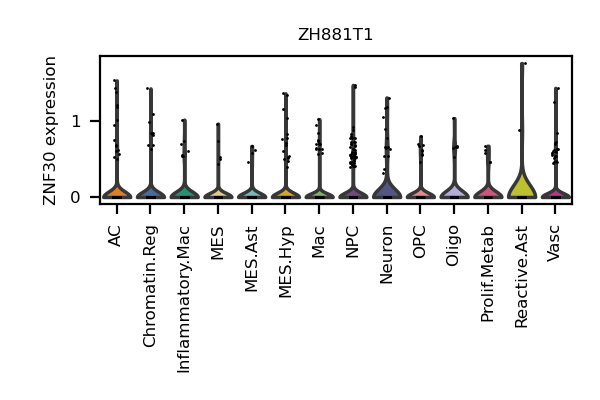 ZH881T1
ZNF30 expression
1
0
AC
Chromatin.Reg
Inflammatory.Mac
MES
MES.Ast
MES.Hyp
Mac
NPC
Neuron
OPC
Oligo
Prolif.Metab
Reactive.Ast
Vasc